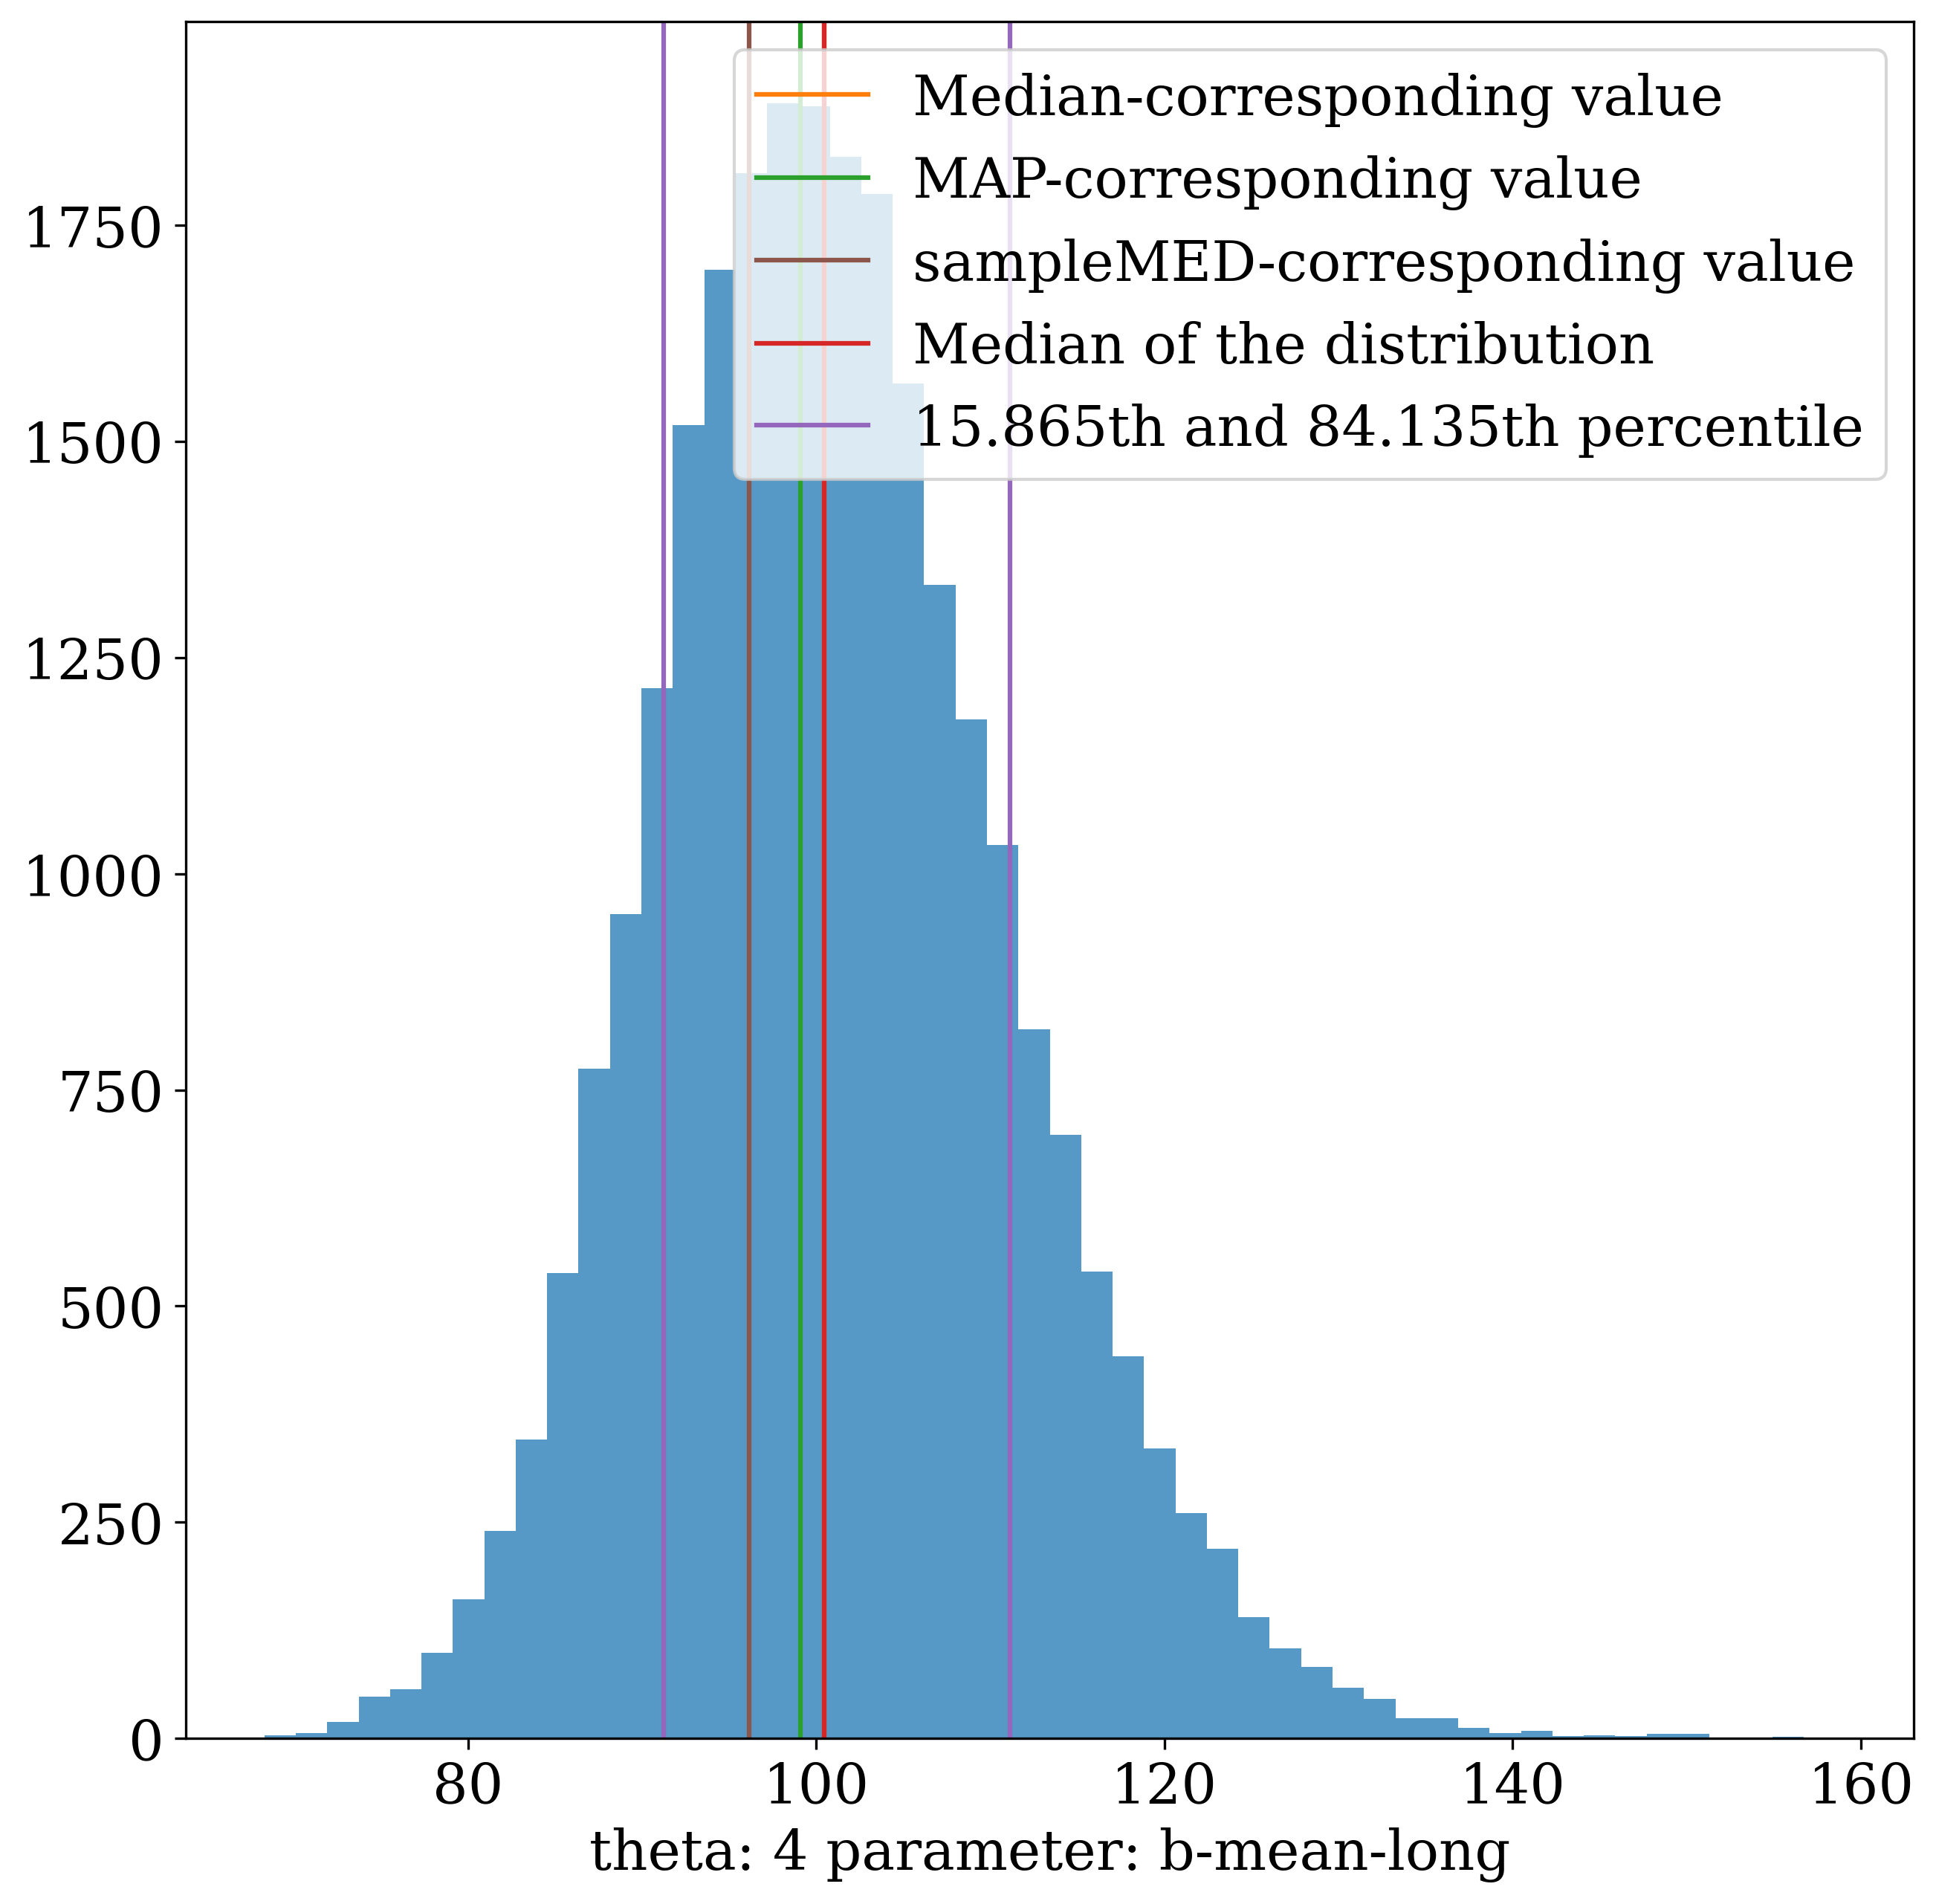 Median-corresponding value
MAP-corresponding value
sampleMED-corresponding value
Median of the distribution
15.865th and 84.135th percentile
1750
1500
1250
1000
750
500
250
0
80 100 120 140 160
theta: 4 parameter: b-mean-long